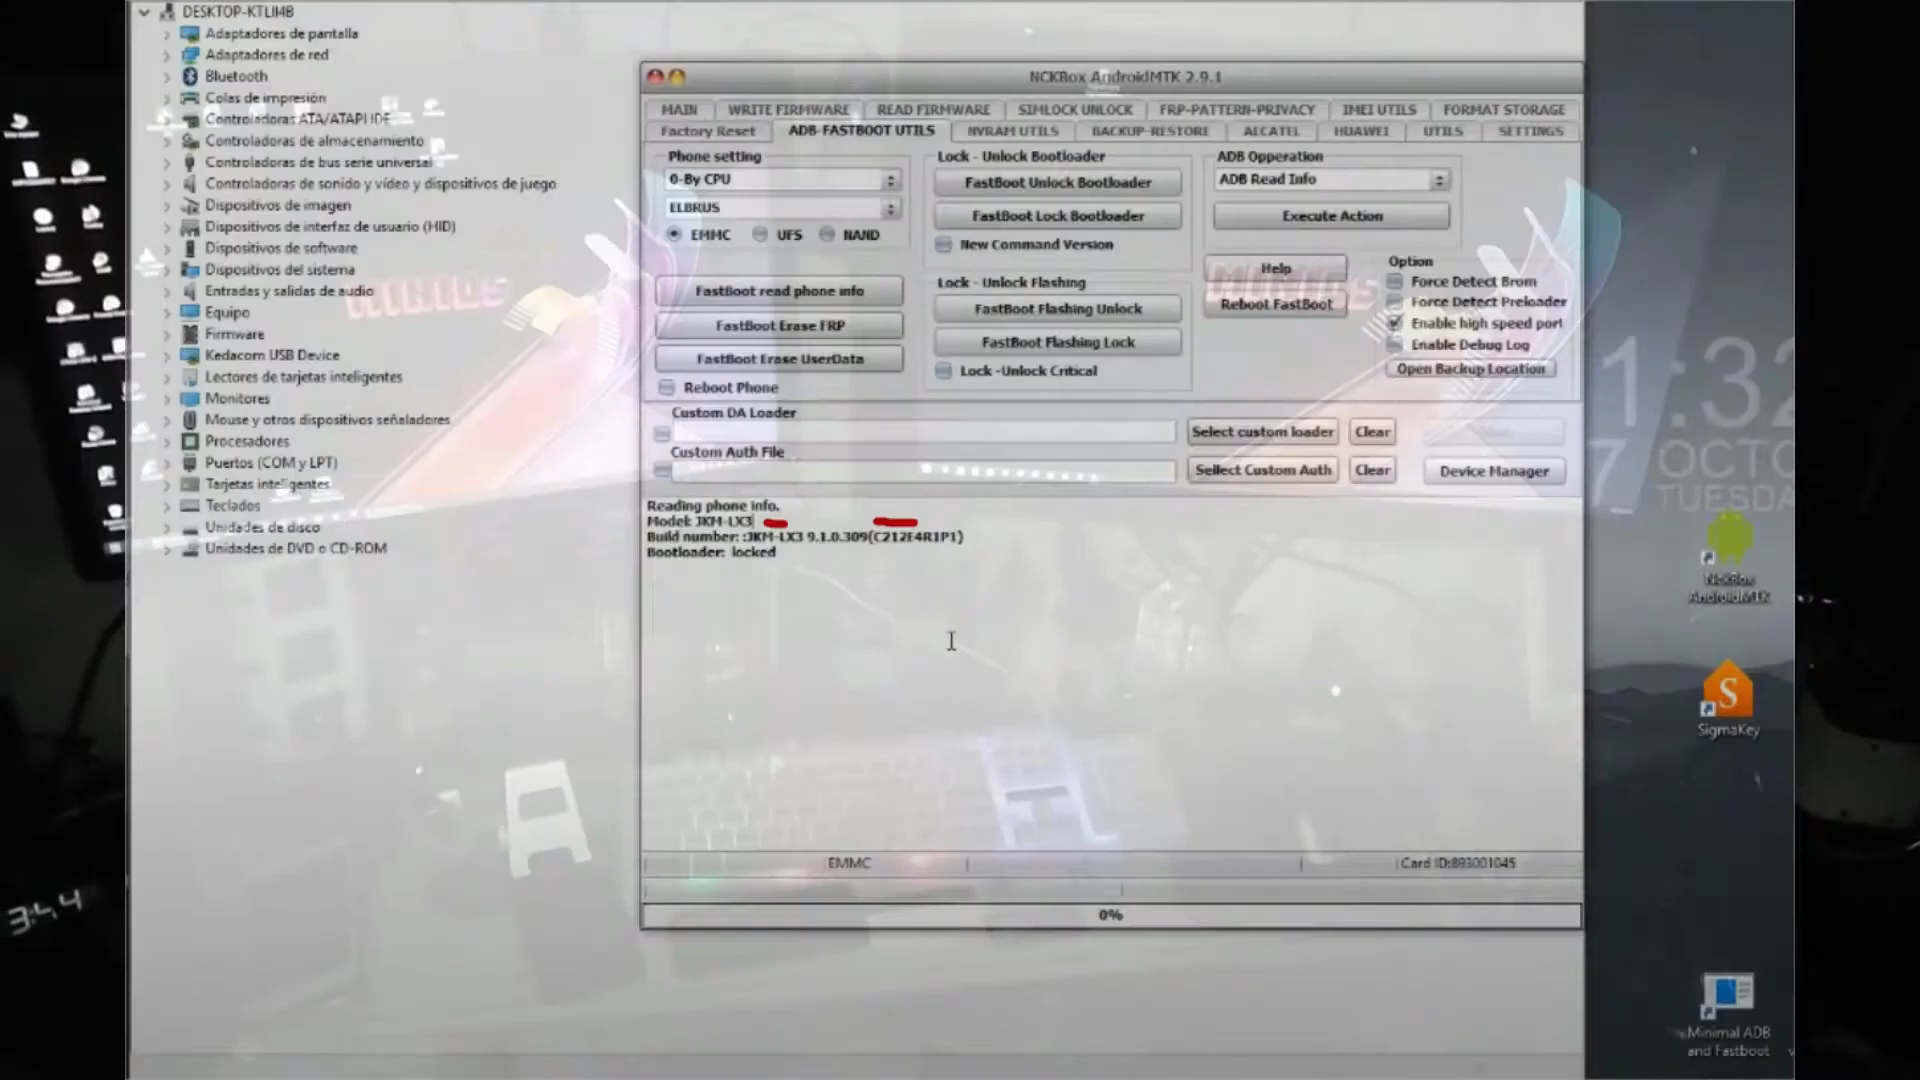 DESKTOP-KTLII4B
Adaptadores de pantalla
Adaptadores de red
Bluetooth
Colas de impresión
Controladoras ATA/ATAPI IDE
Controladoras de almacenamiento
Controladoras de bus serie universal
Controladoras de sonido y vídeo y dispositivos de juego
Dispositivos de imagen
Dispositivos de interfaz de usuario (HID)
Dispositivos de software
Dispositivos del sistema
Entradas y salidas de audio
Equipo
Firmware
Kedacom USB Device
Lectores de tarjetas inteligentes
Monitores
Mouse y otros dispositivos señaladores
Procesadores
Puertos (COM y LPT)
Tarjetas inteligentes
Teclados
Unidades de disco
Unidades de DVD o CD-ROM
NCKBox AndroidMTK 2.9.1
MAIN WRITE FIRMWARE READ FIRMWARE SIMLOCK UNLOCK FRP-PATTERN-PRIVACY IMEI UTILS FORMAT STORAGE
Factory Reset ADB-FASTBOOT UTILS NVRAM UTILS BACKUP-RESTORE ALCATEL HUAWEI UTILS SETTINGS
Phone setting
0-By CPU
ELBRUS
EMMC UFS NAND
FastBoot read phone info
FastBoot Erase FRP
FastBoot Erase UserData
Reboot Phone
Lock - Unlock Bootloader
FastBoot Unlock Bootloader
FastBoot Lock Bootloader
New Command Version
Lock - Unlock Flashing
FastBoot Flashing Unlock
FastBoot Flashing Lock
Lock -Unlock Critical
ADB Opperation
ADB Read Info
Execute Action
Help
Reboot FastBoot
Option
Force Detect Brom
Force Detect Preloader
Enable high speed port
Enable Debug Log
Open Backup Location
Custom DA Loader
Select custom loader Clear
Custom Auth File
Sellect Custom Auth Clear Device Manager
Reading phone info.
Model: JKM-LX3
Build number: :JKM-LX3 9.1.0.309(C212E4R1P1)
Bootloader: locked
EMMC Card ID:893001045
0%
1:32
7 OCTO
TUESDA
NckBox
AndroidMTK
S
SigmaKey
Minimal ADB
and Fastboot
MINIOS
3:44